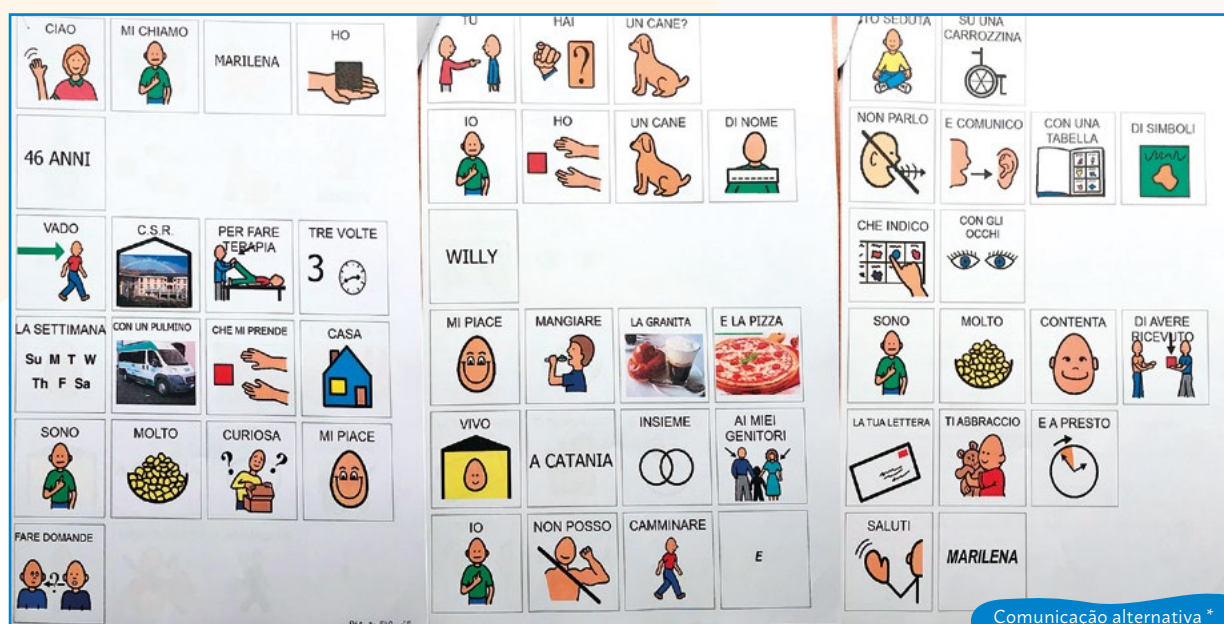 CIAO MI CHIAMO MARILENA HO
46 ANNI
VADO C.S.R. PER FARE TERAPIA TRE VOLTE
3
LA SETTIMANA CON UN PULMINO CHE MI PRENDE CASA
Su M T W
Th F Sa
SONO MOLTO CURIOSA MI PIACE
FARE DOMANDE
TU HAI UN CANE?
IO HO UN CANE DI NOME
WILLY
MI PIACE MANGIARE LA GRANITA E LA PIZZA
VIVO A CATANIA INSIEME AI MIEI GENITORI
IO NON POSSO CAMMINARE E
SEDUTA SU UNA CARROZZINA
NON PARLO E COMUNICO CON UNA TABELLA DI SIMBOLI
CHE INDICO CON GLI OCCHI
SONO MOLTO CONTENTA DI AVERE RICEVUTO
LA TUA LETTERA TI ABBRACCIO E A PRESTO
SALUTI MARILENA
Comunicação alternativa *